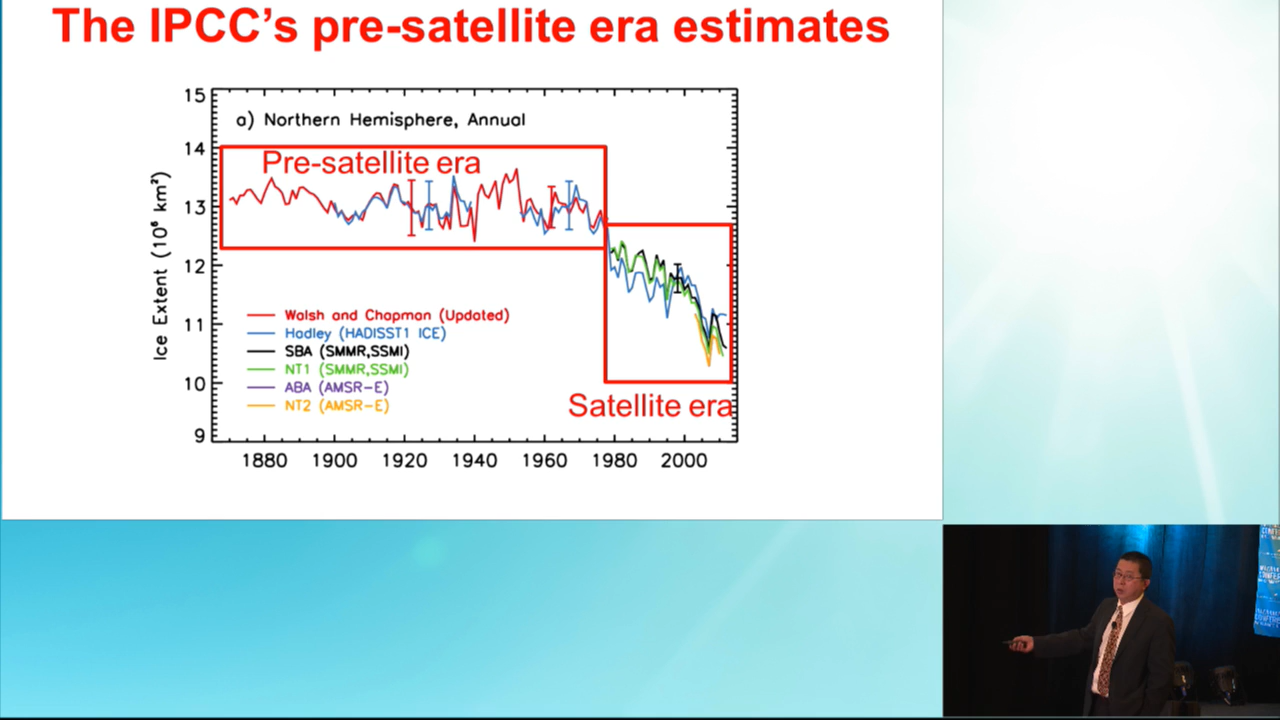 The IPCC's pre-satellite era estimates
15
14
13
12
11
10
9
Ice Extent (10⁶ km²)
a) Northern Hemisphere, Annual
Pre-satellite era
Walsh and Chapman (Updated)
Hadley (HADISST1 ICE)
SBA (SMMR,SSMI)
NT1 (SMMR,SSMI)
ABA (AMSR-E)
NT2 (AMSR-E)
Satellite era
1880 1900 1920 1940 1960 1980 2000